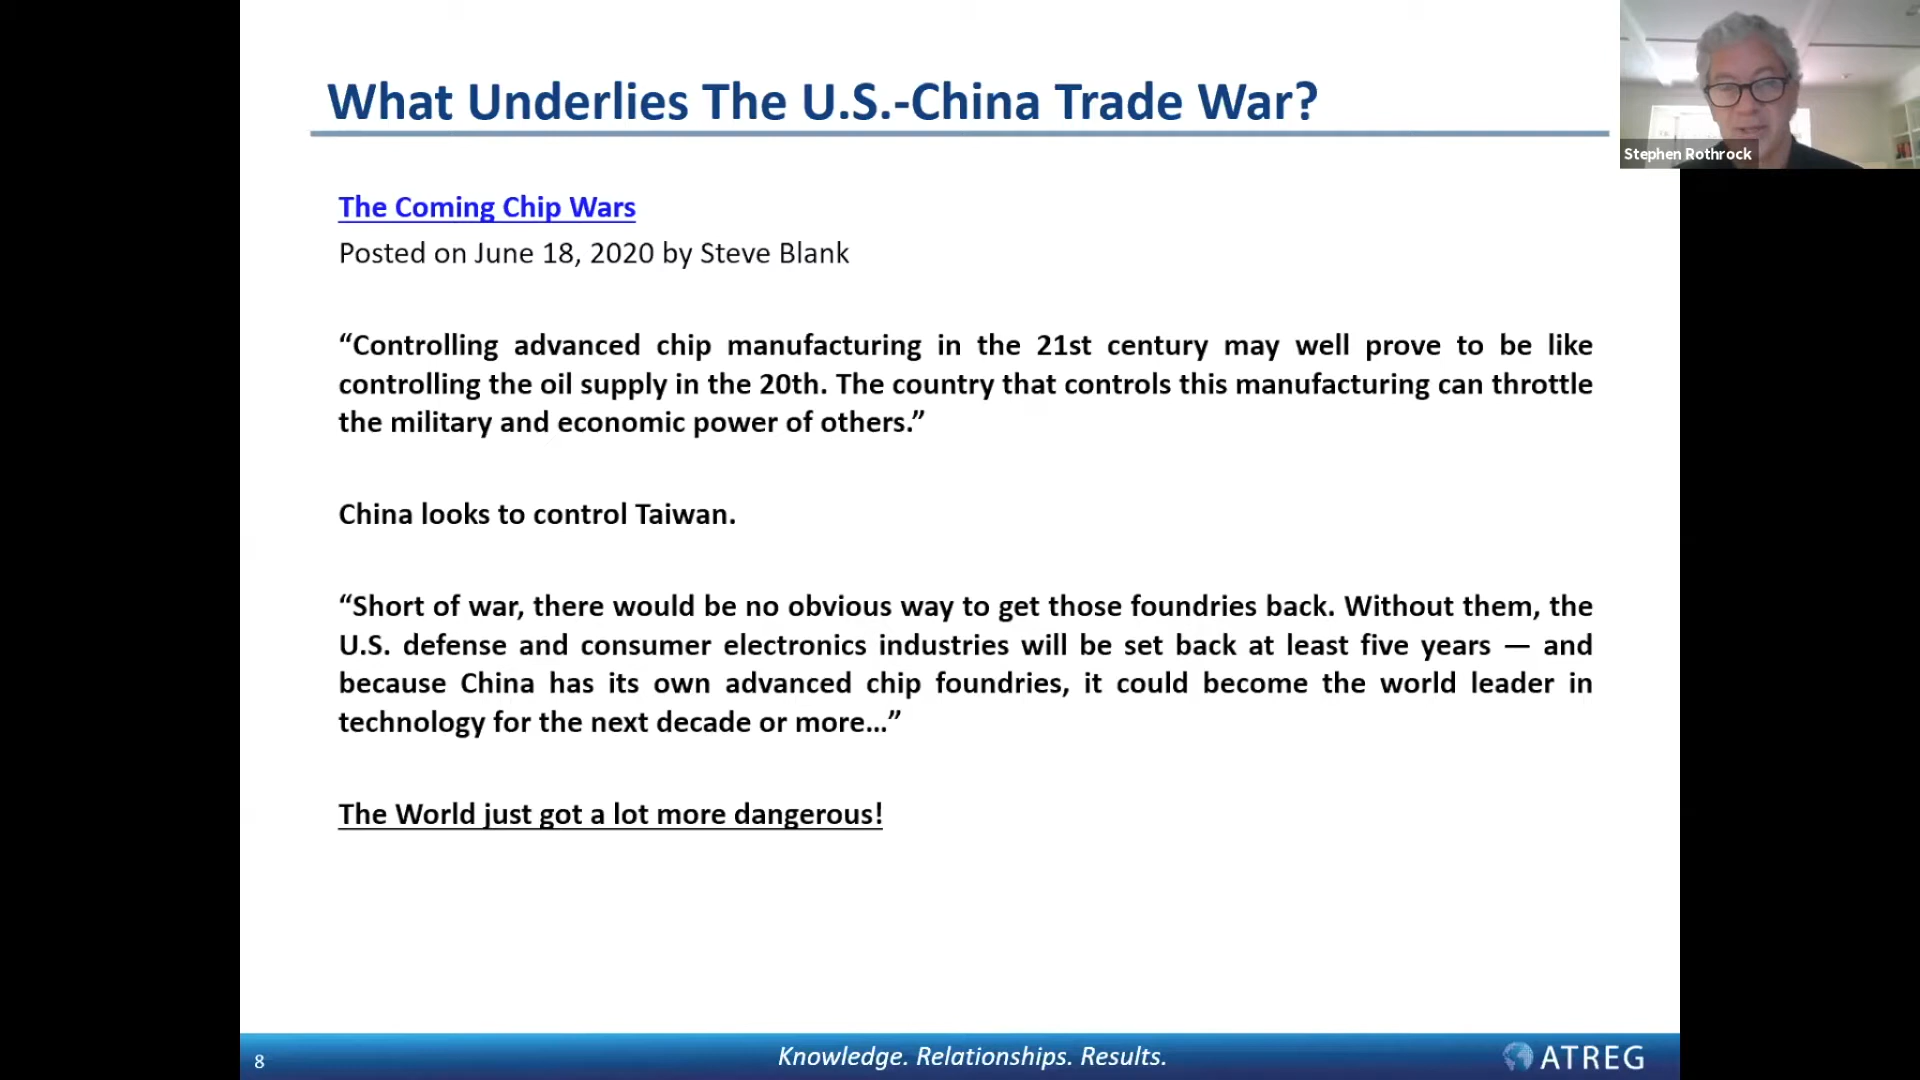 What Underlies The U.S.-China Trade War?
Stephen Rothrock
The Coming Chip Wars
Posted on June 18, 2020 by Steve Blank
“Controlling advanced chip manufacturing in the 21st century may well prove to be like
controlling the oil supply in the 20th. The country that controls this manufacturing can throttle
the military and economic power of others.”
China looks to control Taiwan.
“Short of war, there would be no obvious way to get those foundries back. Without them, the
U.S. defense and consumer electronics industries will be set back at least five years — and
because China has its own advanced chip foundries, it could become the world leader in
technology for the next decade or more…”
The World just got a lot more dangerous!
8
Knowledge. Relationships. Results.
ATREG